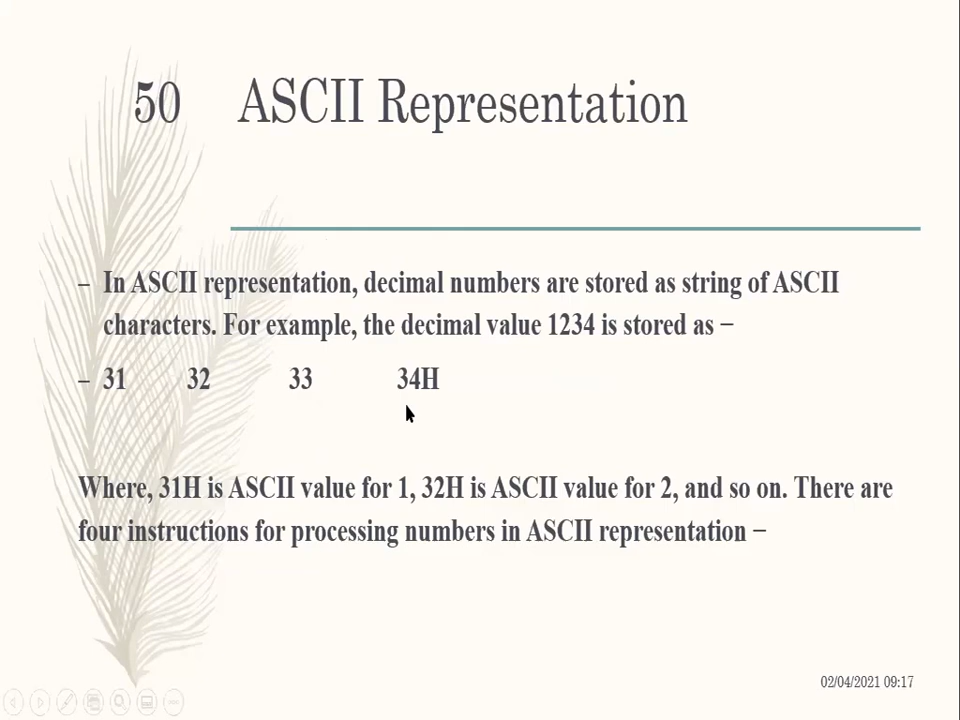 50 ASCII Representation
– In ASCII representation, decimal numbers are stored as string of ASCII
characters. For example, the decimal value 1234 is stored as −
– 31 32 33 34H
Where, 31H is ASCII value for 1, 32H is ASCII value for 2, and so on. There are
four instructions for processing numbers in ASCII representation −
02/04/2021 09:17